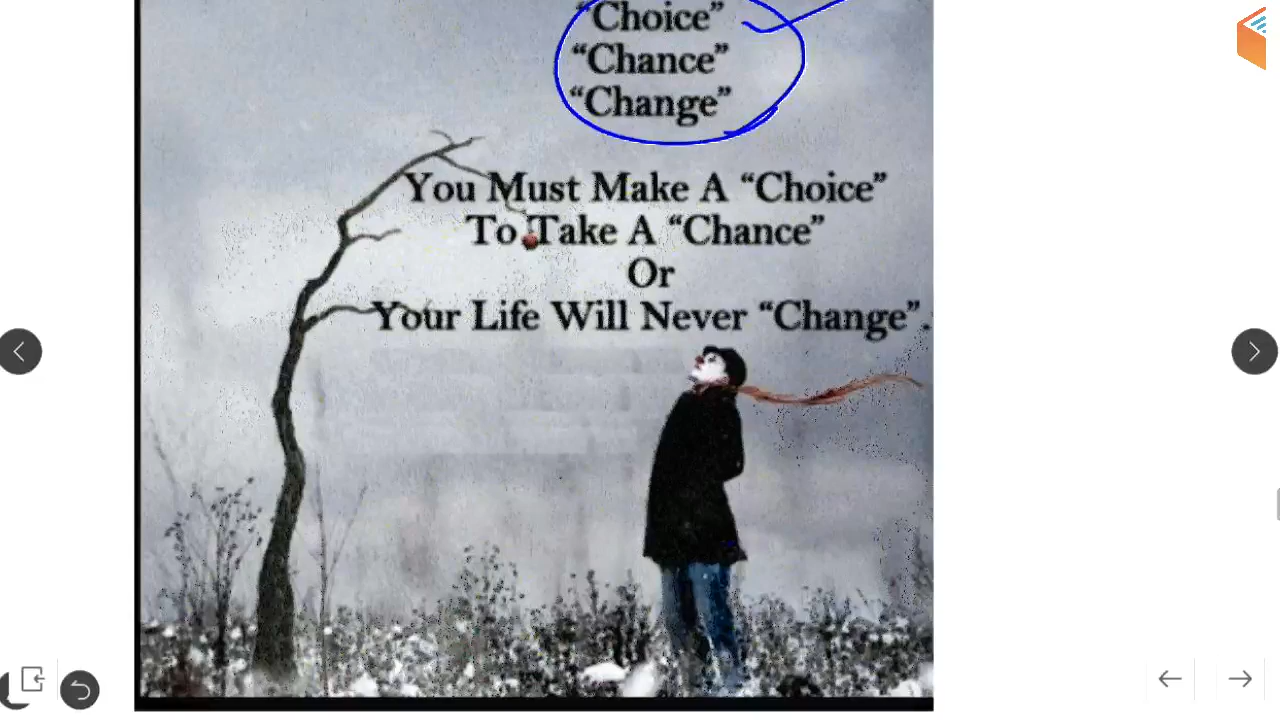 “Choice”
“Chance”
“Change”
You Must Make A “Choice”
To Take A “Chance”
Or
Your Life Will Never “Change”.